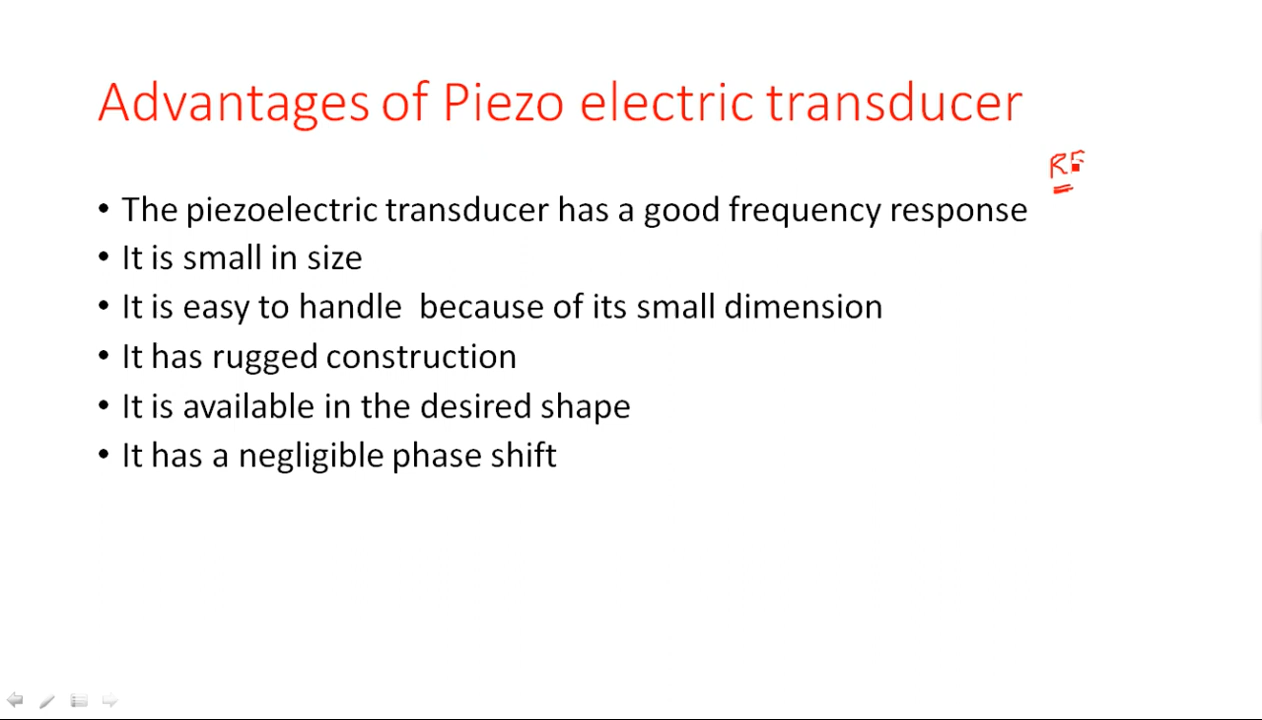 Advantages of Piezo electric transducer
RF
• The piezoelectric transducer has a good frequency response
• It is small in size
• It is easy to handle because of its small dimension
• It has rugged construction
• It is available in the desired shape
• It has a negligible phase shift